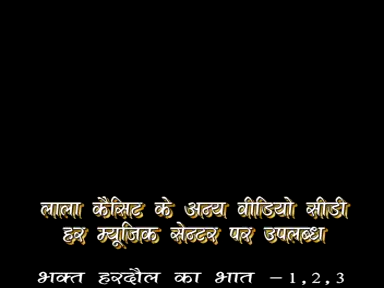 लाला कैसिट के अन्य वीडियो सीडी
हर म्यूजिक सेन्टर पर उपलब्ध
भक्त हरदौल का भात -1,2,3